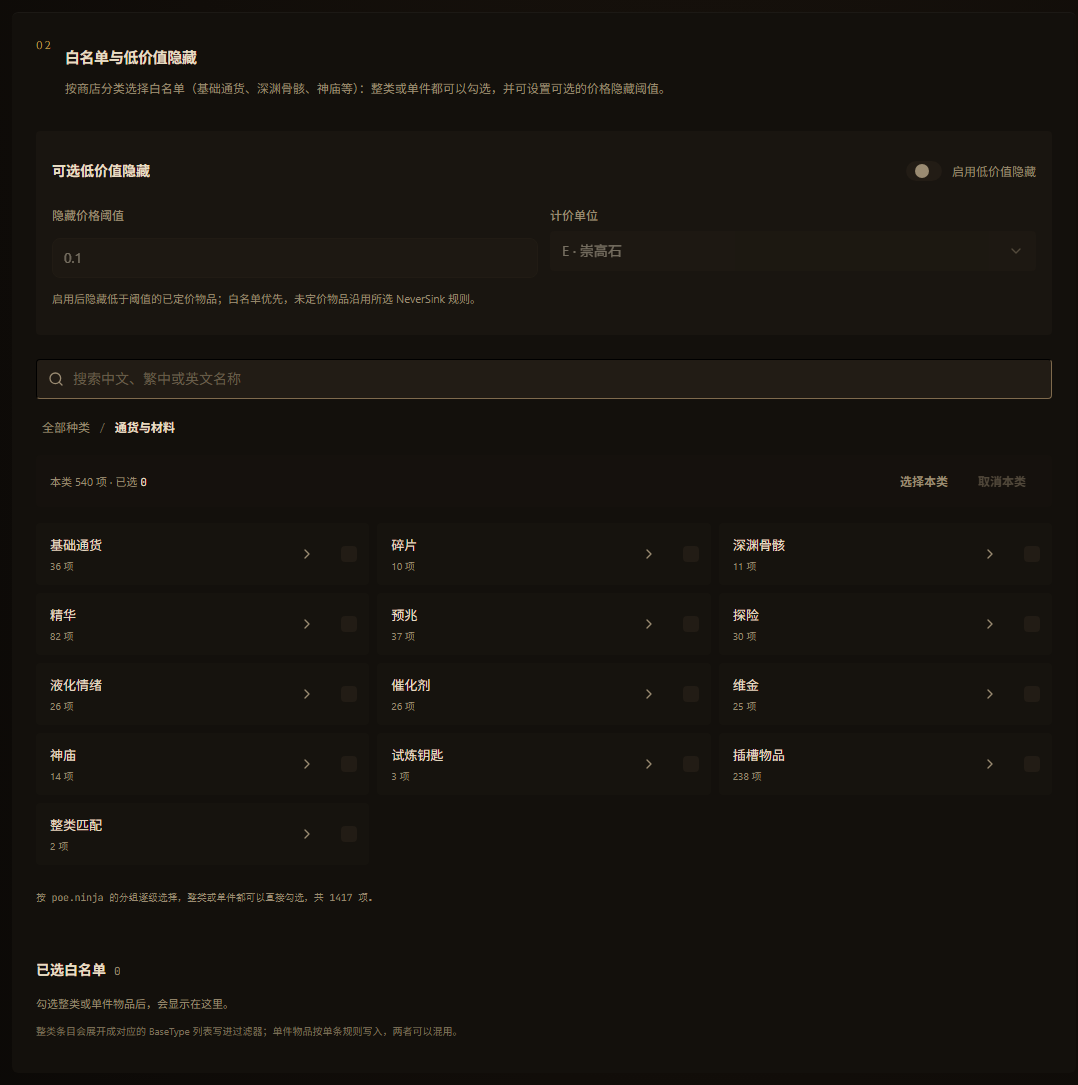 02
白名单与低价值隐藏
按商店分类选择白名单（基础通货、深渊骨骸、神庙等）：整类或单件都可以勾选，并可设置可选的价格隐藏阈值。
可选低价值隐藏
启用低价值隐藏
隐藏价格阈值
计价单位
0.1
E · 崇高石
启用后隐藏低于阈值的已定价物品；白名单优先，未定价物品沿用所选 NeverSink 规则。
搜索中文、繁中或英文名称
全部种类 / 通货与材料
本类 540 项 · 已选 0
选择本类 取消本类
基础通货
36 项
碎片
10 项
深渊骨骸
11 项
精华
82 项
预兆
37 项
探险
30 项
液化情绪
26 项
催化剂
26 项
维金
25 项
神庙
14 项
试炼钥匙
3 项
插槽物品
238 项
整类匹配
2 项
按 poe.ninja 的分组逐级选择，整类或单件都可以直接勾选，共 1417 项。
已选白名单 0
勾选整类或单件物品后，会显示在这里。
整类条目会展开成对应的 BaseType 列表写进过滤器；单件物品按单条规则写入，两者可以混用。